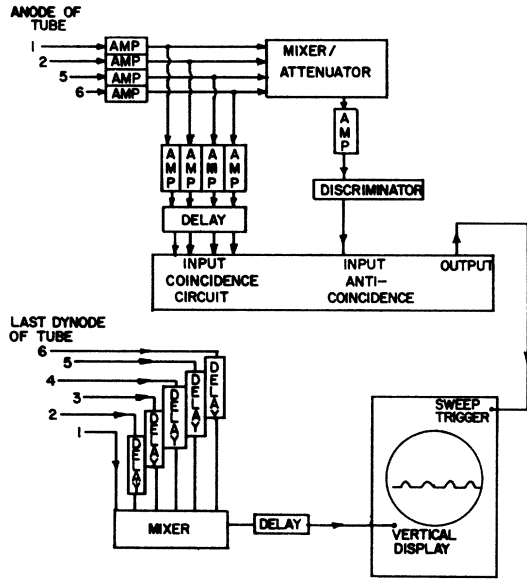 ANODE OF
TUBE
1
AMP
2
AMP
5
AMP
6
AMP
MIXER/
ATTENUATOR
AMP
AMP
AMP
AMP
AMP
DISCRIMINATOR
DELAY
INPUT
COINCIDENCE
CIRCUIT
INPUT
ANTI-
COINCIDENCE
OUTPUT
LAST DYNODE
OF TUBE
6
5
4
3
2
1
DELAY
DELAY
DELAY
DELAY
DELAY
MIXER
DELAY
SWEEP
TRIGGER
VERTICAL
DISPLAY